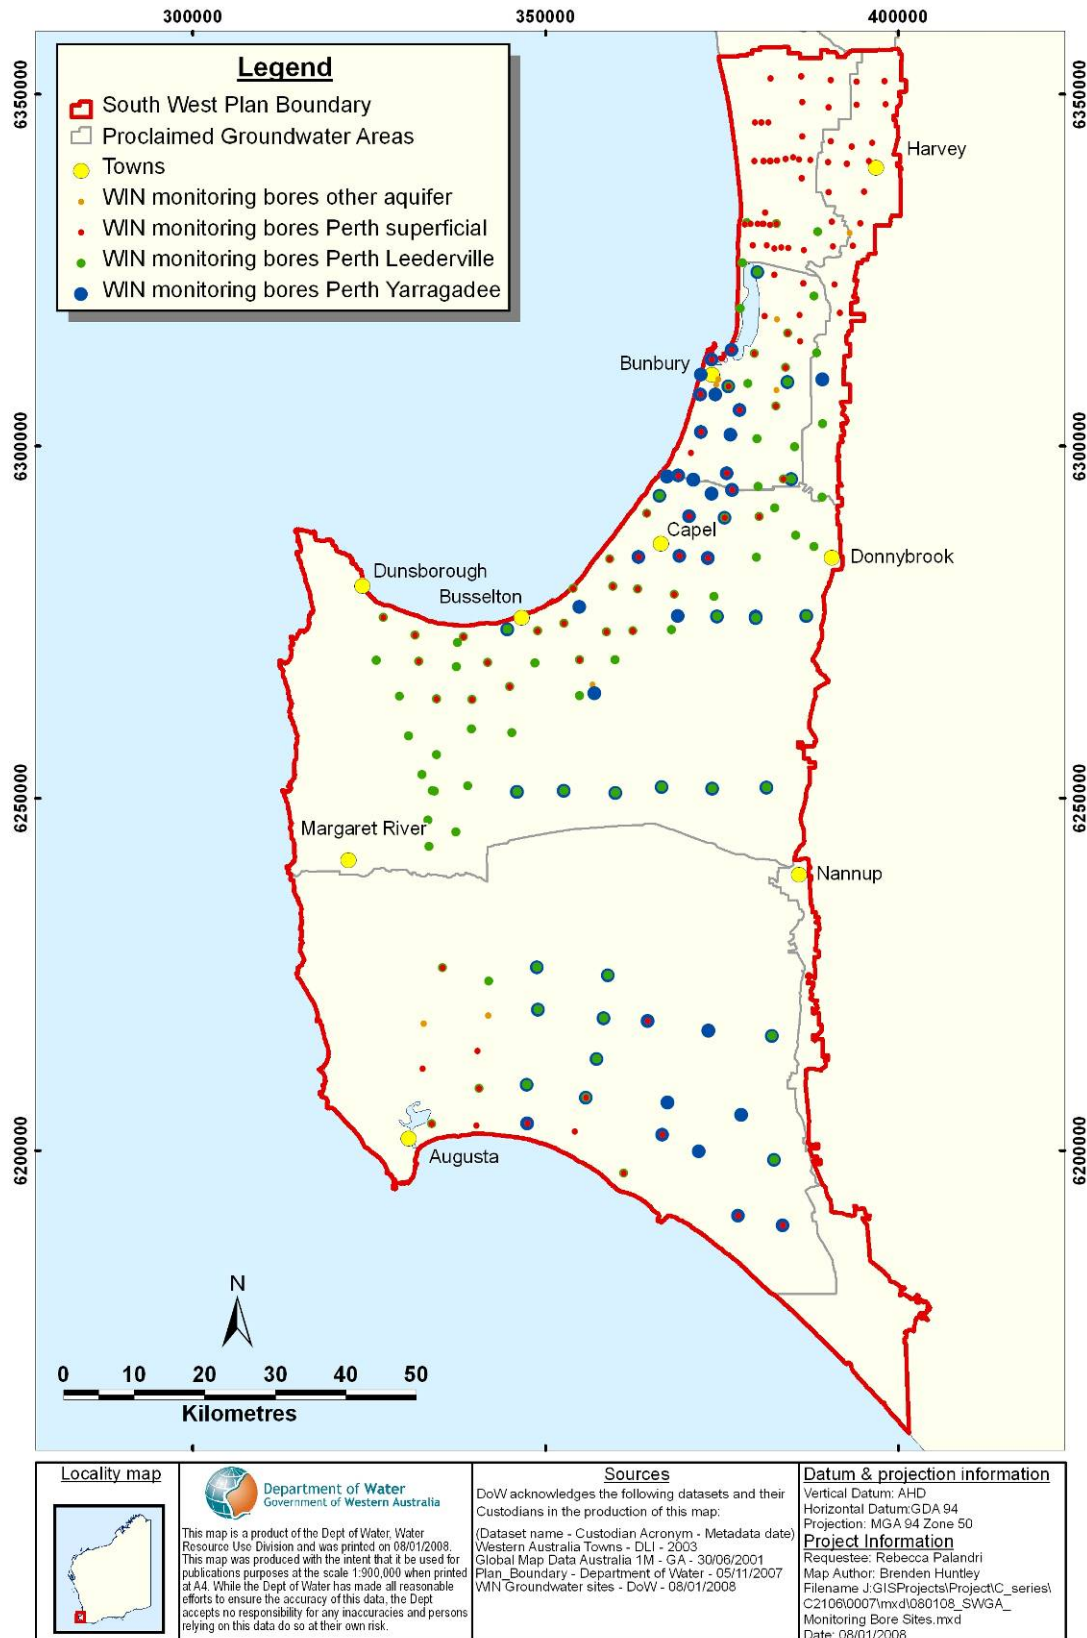 300000 350000 400000
6350000 6350000
6300000 6300000
6250000 6250000
6200000 6200000
Legend
South West Plan Boundary
Proclaimed Groundwater Areas
Towns
WIN monitoring bores other aquifer
WIN monitoring bores Perth superficial
WIN monitoring bores Perth Leederville
WIN monitoring bores Perth Yarragadee
Harvey
Bunbury
Capel
Donnybrook
Dunsborough
Busselton
Margaret River
Nannup
Augusta
N
0 10 20 30 40 50
Kilometres
Locality map
Department of Water
Government of Western Australia
This map is a product of the Dept of Water, Water
Resource Use Division and was printed on 08/01/2008.
This map was produced with the intent that it be used for
publications purposes at the scale 1:900,000 when printed
at A4. While the Dept of Water has made all reasonable
efforts to ensure the accuracy of this data, the Dept
accepts no responsibility for any inaccuracies and persons
relying on this data do so at their own risk.
Sources
DoW acknowledges the following datasets and their
Custodians in the production of this map:
(Dataset name - Custodian Acronym - Metadata date)
Western Australia Towns - DLI - 2003
Global Map Data Australia 1M - GA - 30/06/2001
Plan_Boundary - Department of Water - 05/11/2007
WIN Groundwater sites - DoW - 08/01/2008
Datum & projection information
Vertical Datum: AHD
Horizontal Datum:GDA 94
Projection: MGA 94 Zone 50
Project Information
Requestee: Rebecca Palandri
Map Author: Brenden Huntley
Filename J:GISProjects\Project\C_series\
C2106\0007\mxd\080108_SWGA_
Monitoring Bore Sites.mxd
Date: 08/01/2008